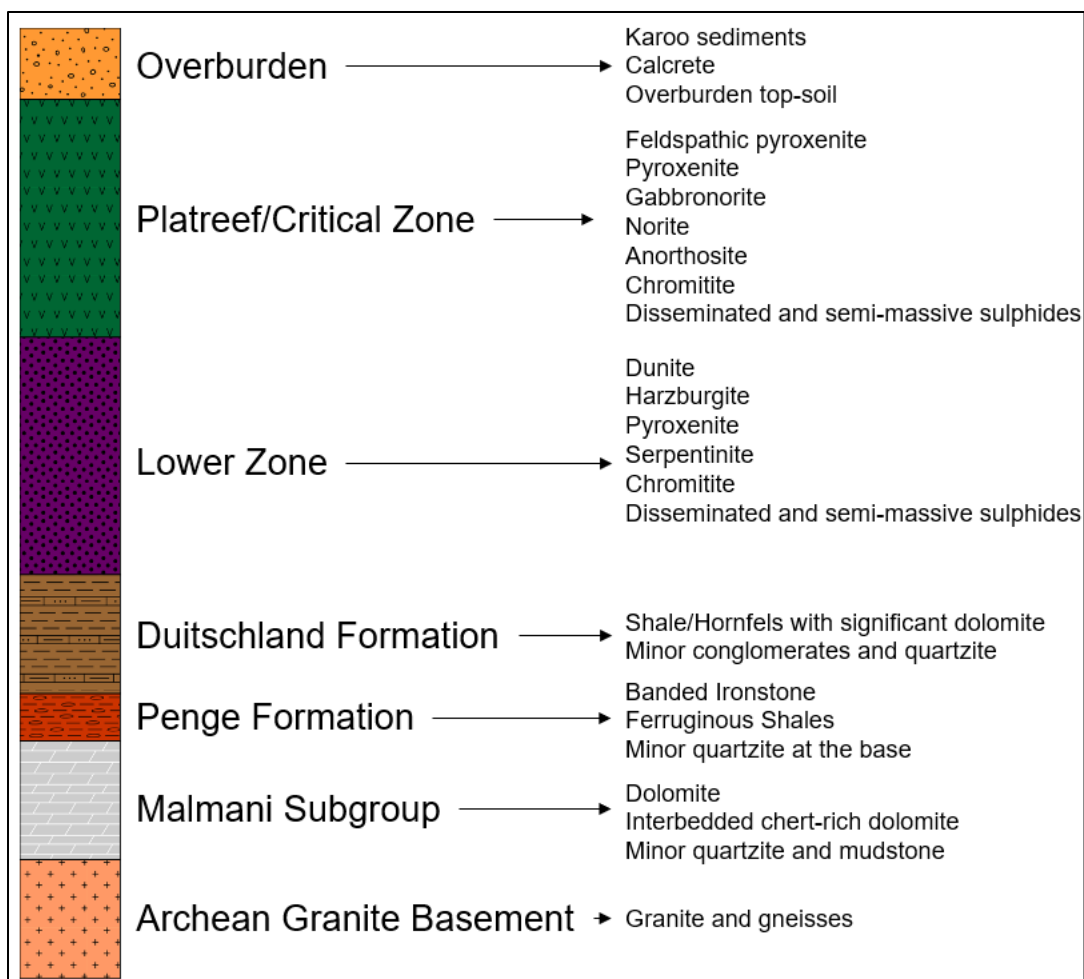 Overburden
Karoo sediments
Calcrete
Overburden top-soil
Platreef/Critical Zone
Feldspathic pyroxenite
Pyroxenite
Gabbronorite
Norite
Anorthosite
Chromitite
Disseminated and semi-massive sulphides
Lower Zone
Dunite
Harzburgite
Pyroxenite
Serpentinite
Chromitite
Disseminated and semi-massive sulphides
Duitschland Formation
Shale/Hornfels with significant dolomite
Minor conglomerates and quartzite
Penge Formation
Banded Ironstone
Ferruginous Shales
Minor quartzite at the base
Malmani Subgroup
Dolomite
Interbedded chert-rich dolomite
Minor quartzite and mudstone
Archean Granite Basement
Granite and gneisses